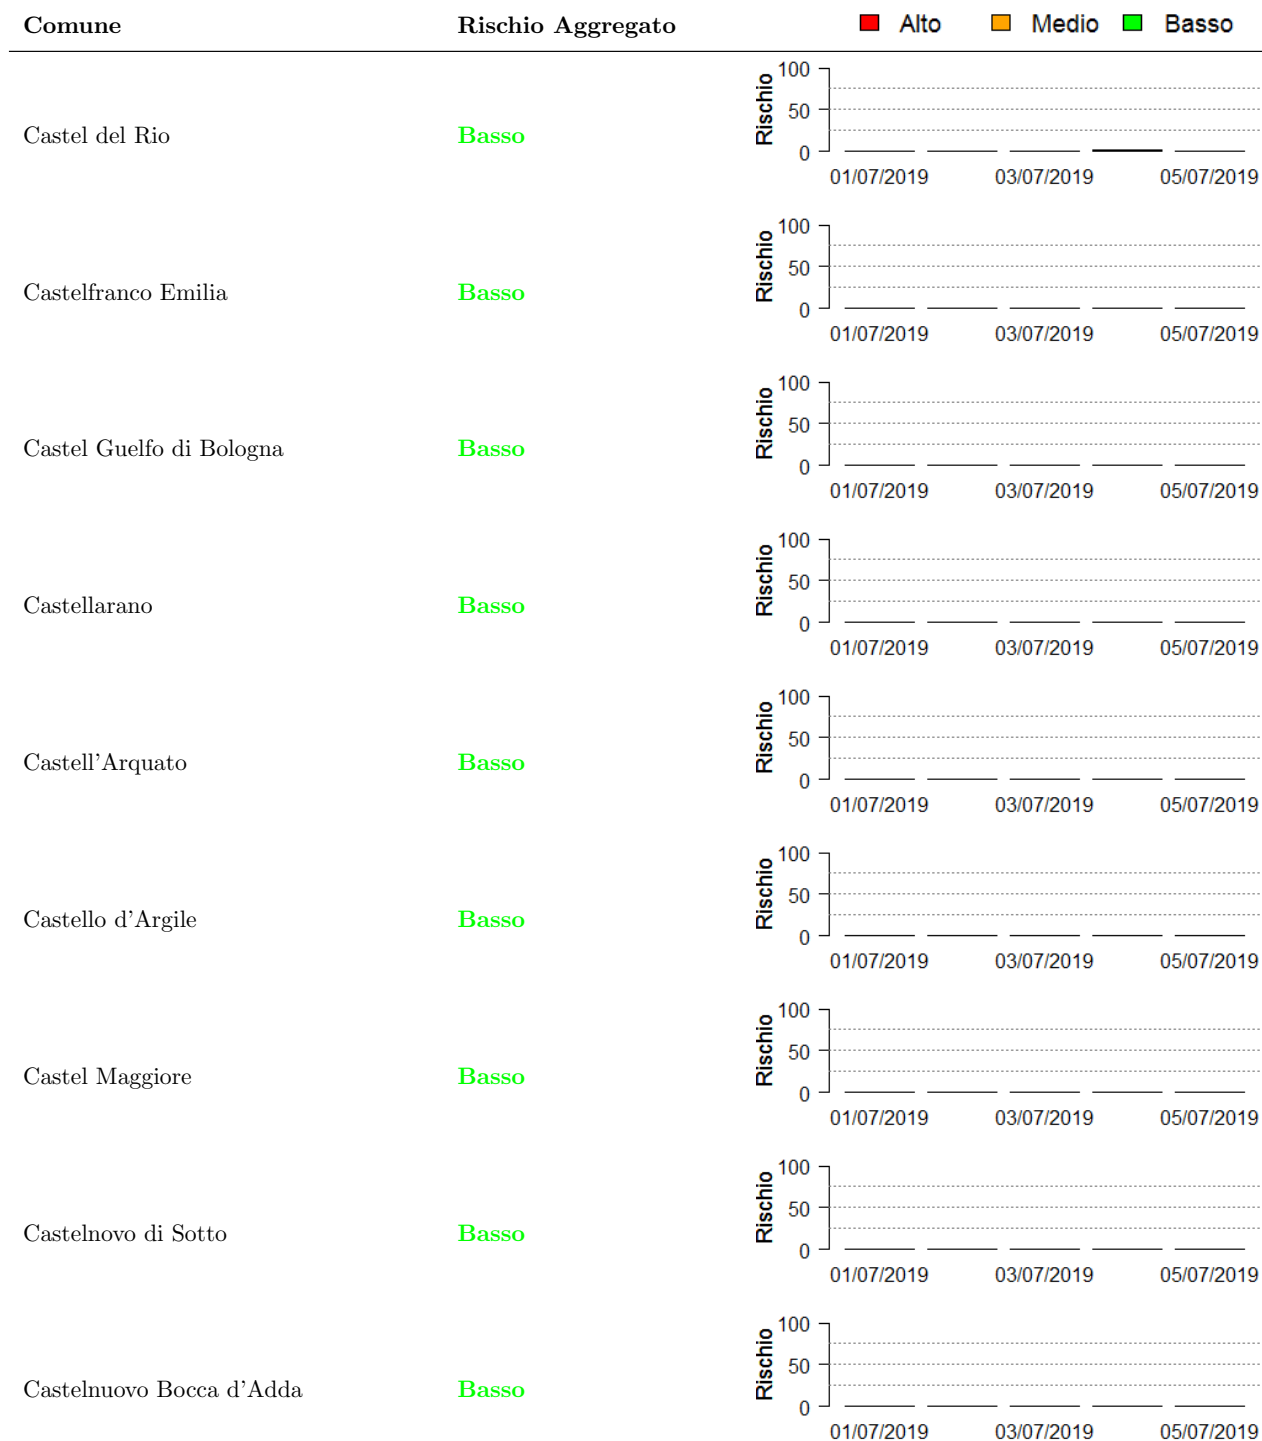 Comune Rischio Aggregato Alto Medio Basso
Castel del Rio Basso Rischio 100 50 0
01/07/2019 03/07/2019 05/07/2019
Castelfranco Emilia Basso Rischio 100 50 0
01/07/2019 03/07/2019 05/07/2019
Castel Guelfo di Bologna Basso Rischio 100 50 0
01/07/2019 03/07/2019 05/07/2019
Castellarano Basso Rischio 100 50 0
01/07/2019 03/07/2019 05/07/2019
Castell'Arquato Basso Rischio 100 50 0
01/07/2019 03/07/2019 05/07/2019
Castello d'Argile Basso Rischio 100 50 0
01/07/2019 03/07/2019 05/07/2019
Castel Maggiore Basso Rischio 100 50 0
01/07/2019 03/07/2019 05/07/2019
Castelnovo di Sotto Basso Rischio 100 50 0
01/07/2019 03/07/2019 05/07/2019
Castelnuovo Bocca d'Adda Basso Rischio 100 50 0
01/07/2019 03/07/2019 05/07/2019